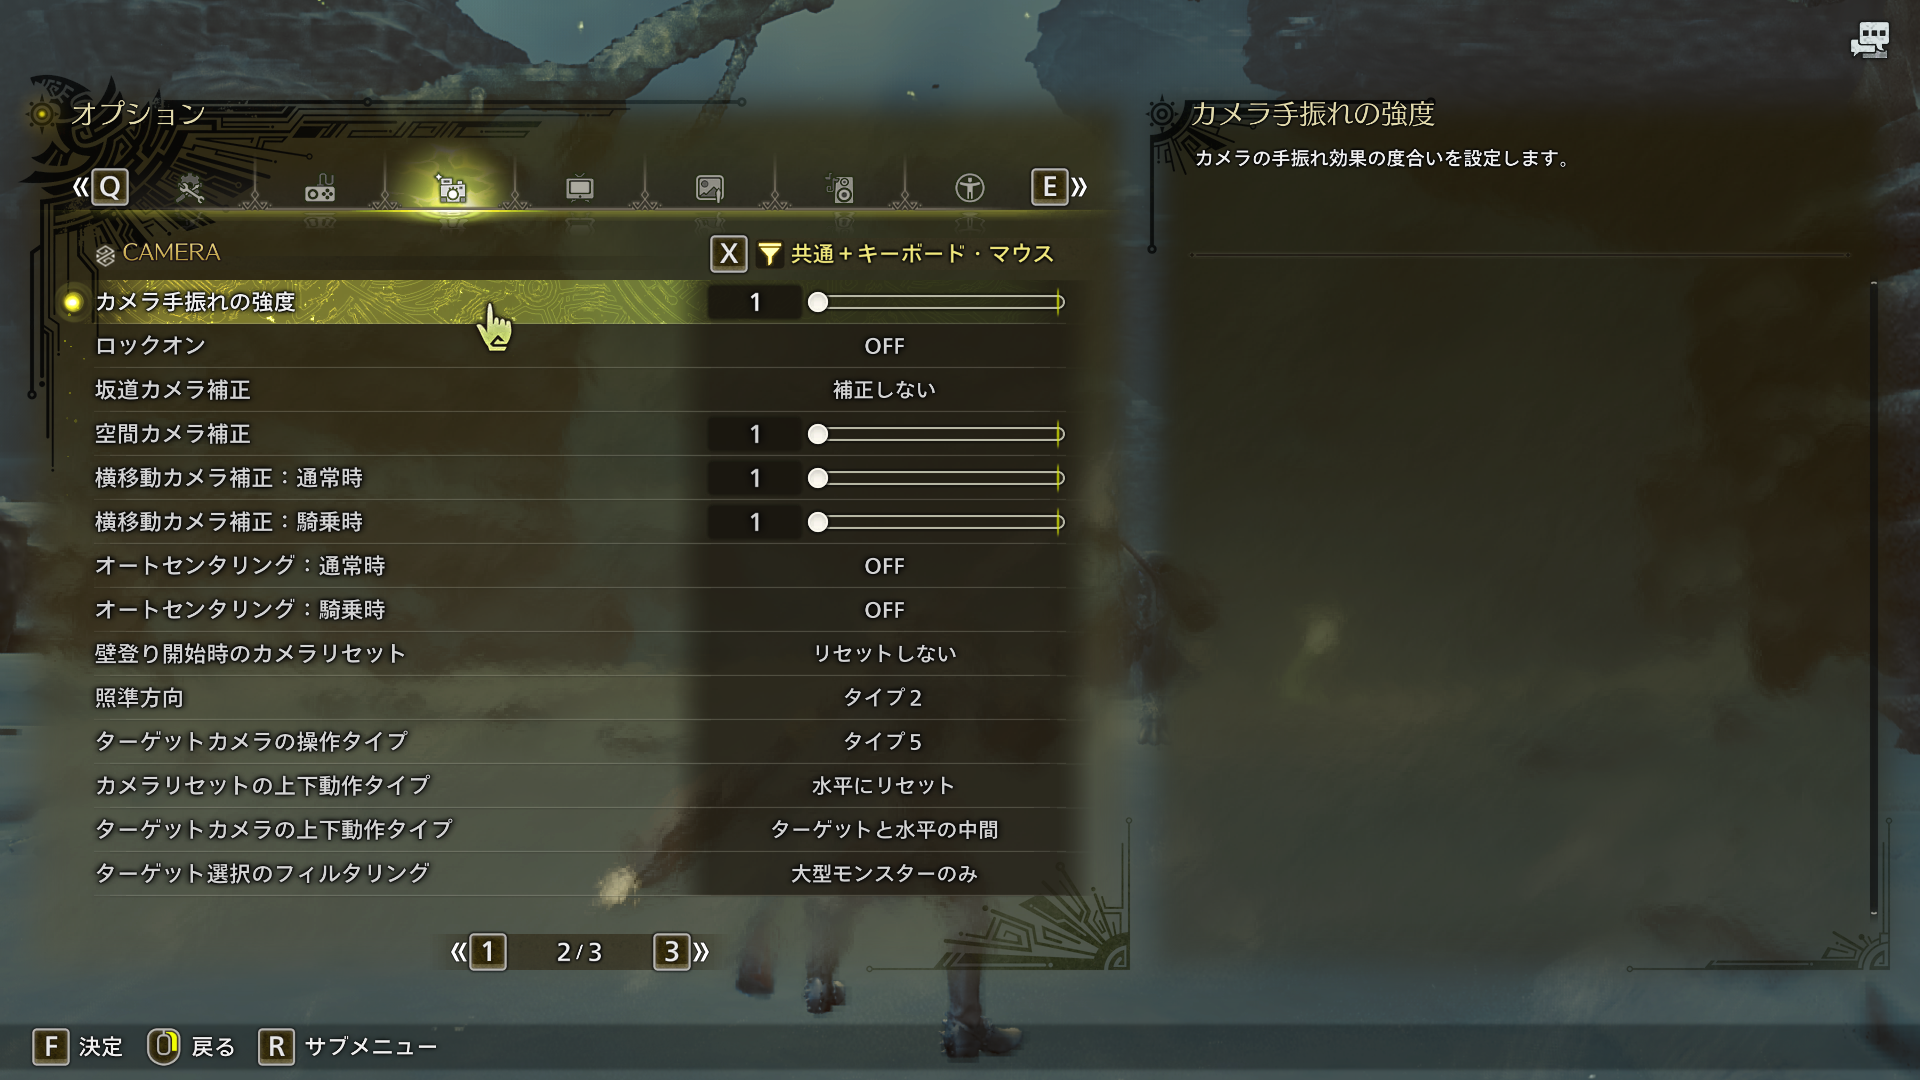 オプション
Q
E
CAMERA
X 共通+キーボード・マウス
カメラ手振れの強度 1
ロックオン OFF
坂道カメラ補正 補正しない
空間カメラ補正 1
横移動カメラ補正：通常時 1
横移動カメラ補正：騎乗時 1
オートセンタリング：通常時 OFF
オートセンタリング：騎乗時 OFF
壁登り開始時のカメラリセット リセットしない
照準方向 タイプ2
ターゲットカメラの操作タイプ タイプ5
カメラリセットの上下動作タイプ 水平にリセット
ターゲットカメラの上下動作タイプ ターゲットと水平の中間
ターゲット選択のフィルタリング 大型モンスターのみ
1 2/3 3
カメラ手振れの強度
カメラの手振れ効果の度合いを設定します。
F 決定 戻る R サブメニュー